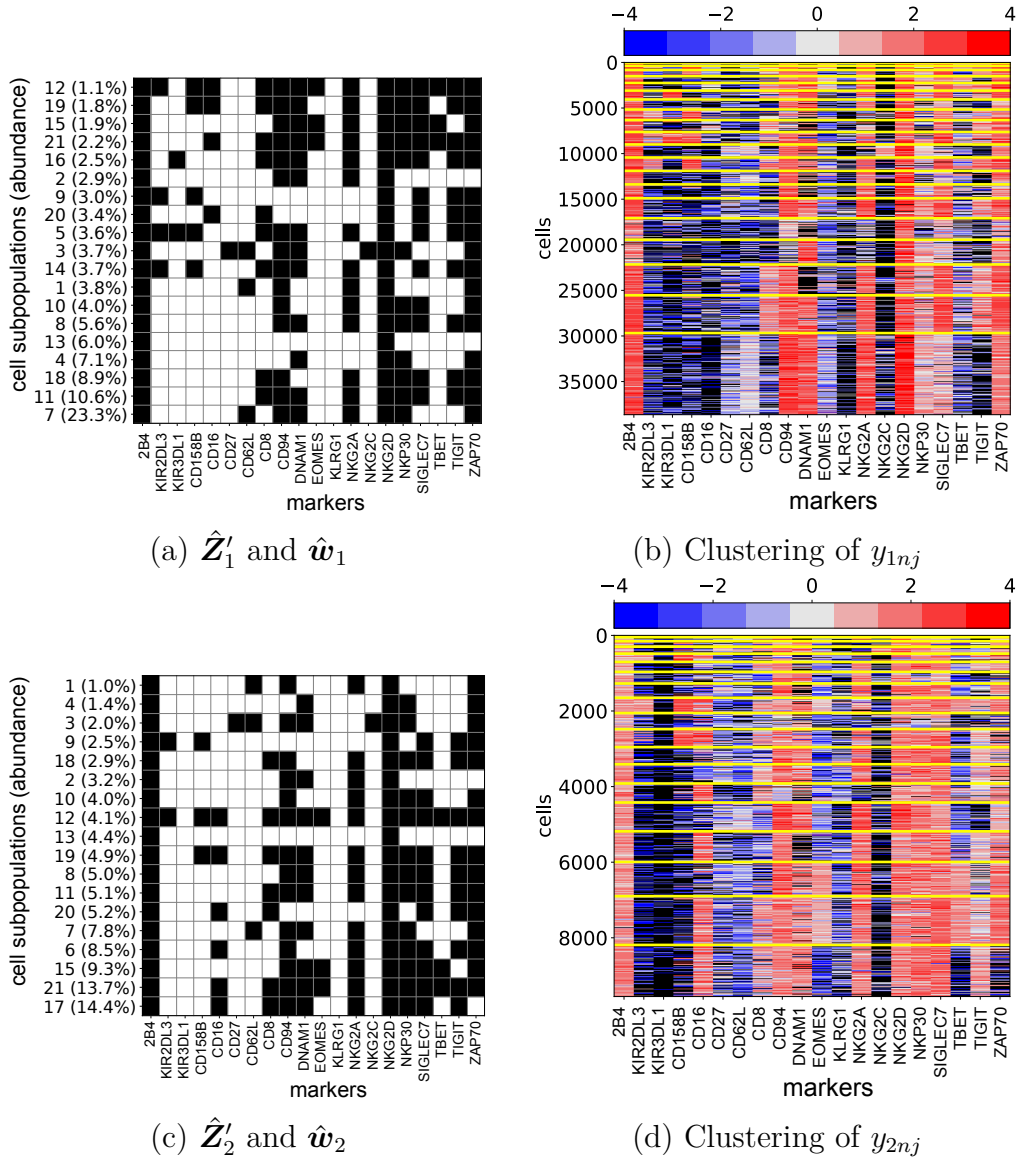 −4 −2 0 2 4
cell subpopulations (abundance)
12 (1.1%)
19 (1.8%)
15 (1.9%)
21 (2.2%)
16 (2.5%)
2 (2.9%)
9 (3.0%)
20 (3.4%)
5 (3.6%)
3 (3.7%)
14 (3.7%)
1 (3.8%)
10 (4.0%)
8 (5.6%)
13 (6.0%)
4 (7.1%)
18 (8.9%)
11 (10.6%)
7 (23.3%)
2B4 KIR2DL3 KIR3DL1 CD158B CD16 CD27 CD62L CD8 CD94 DNAM1 EOMES KLRG1 NKG2A NKG2C NKG2D NKP30 SIGLEC7 TBET TIGIT ZAP70
markers
cells
0
5000
10000
15000
20000
25000
30000
35000
2B4 KIR2DL3 KIR3DL1 CD158B CD16 CD27 CD62L CD8 CD94 DNAM1 EOMES KLRG1 NKG2A NKG2C NKG2D NKP30 SIGLEC7 TBET TIGIT ZAP70
markers
(a) Ẑ′₁ and ŵ₁
(b) Clustering of y₁ₙⱼ
−4 −2 0 2 4
cell subpopulations (abundance)
1 (1.0%)
4 (1.4%)
3 (2.0%)
9 (2.5%)
18 (2.9%)
2 (3.2%)
10 (4.0%)
12 (4.1%)
13 (4.4%)
19 (4.9%)
8 (5.0%)
11 (5.1%)
20 (5.2%)
7 (7.8%)
6 (8.5%)
15 (9.3%)
21 (13.7%)
17 (14.4%)
2B4 KIR2DL3 KIR3DL1 CD158B CD16 CD27 CD62L CD8 CD94 DNAM1 EOMES KLRG1 NKG2A NKG2C NKG2D NKP30 SIGLEC7 TBET TIGIT ZAP70
markers
cells
0
2000
4000
6000
8000
2B4 KIR2DL3 KIR3DL1 CD158B CD16 CD27 CD62L CD8 CD94 DNAM1 EOMES KLRG1 NKG2A NKG2C NKG2D NKP30 SIGLEC7 TBET TIGIT ZAP70
markers
(c) Ẑ′₂ and ŵ₂
(d) Clustering of y₂ₙⱼ